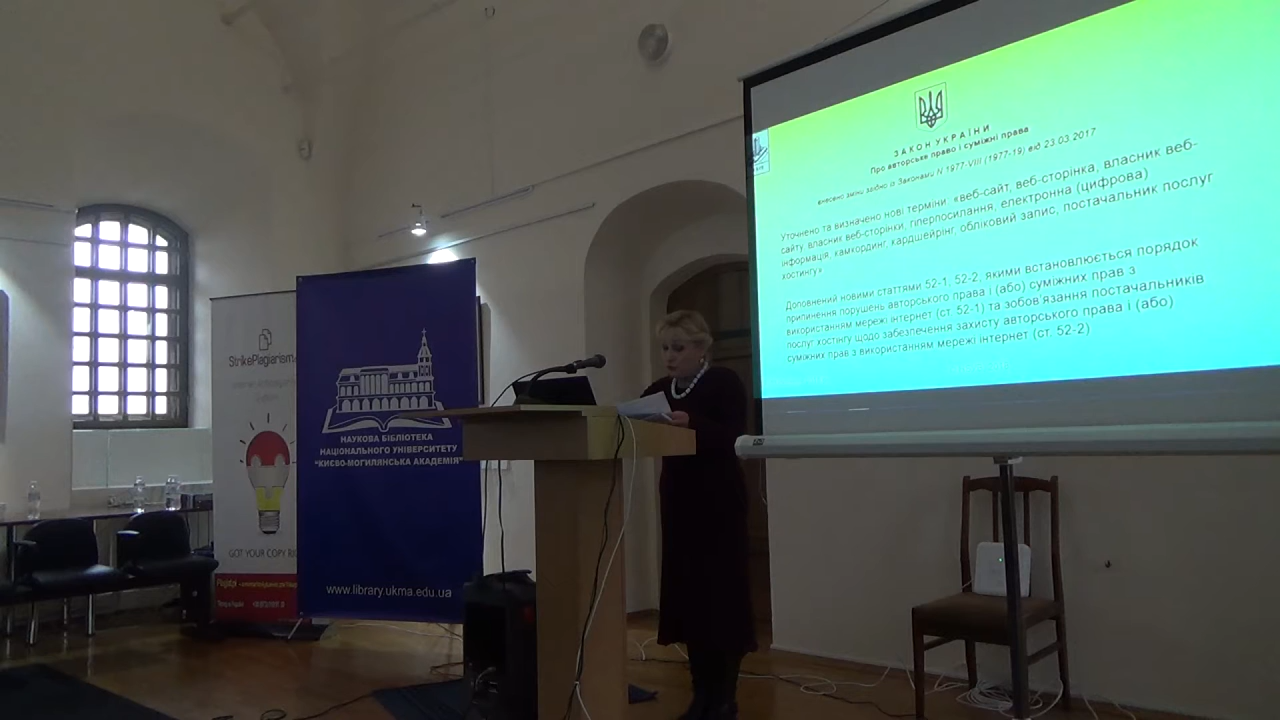 ЗАКОН УКРАЇНИ
Про авторське право і суміжні права
внесено зміни згідно із Законами N 1977-VIII (1977-19) від 23.03.2017
Уточнено та визначено нові терміни: «веб-сайт, веб-сторінка, власник веб-
сайту, власник веб-сторінки, гіперпосилання, електронна (цифрова)
інформація, камкординг, кардшейрінг, обліковий запис, постачальник послуг
хостингу»
Доповнений новими статтями 52-1, 52-2, якими встановлюється порядок
припинення порушень авторського права і (або) суміжних прав з
використанням мережі інтернет (ст. 52-1) та зобов'язання постачальників
послуг хостингу щодо забезпечення захисту авторського права і (або)
суміжних прав з використанням мережі інтернет (ст. 52-2)
StrikePlagiarism
GOT YOUR COPY RI
Plagiat.pl
НАУКОВА БІБЛІОТЕКА
НАЦІОНАЛЬНОГО УНІВЕРСИТЕТУ
"КИЄВО-МОГИЛЯНСЬКА АКАДЕМІЯ"
www.library.ukma.edu.ua